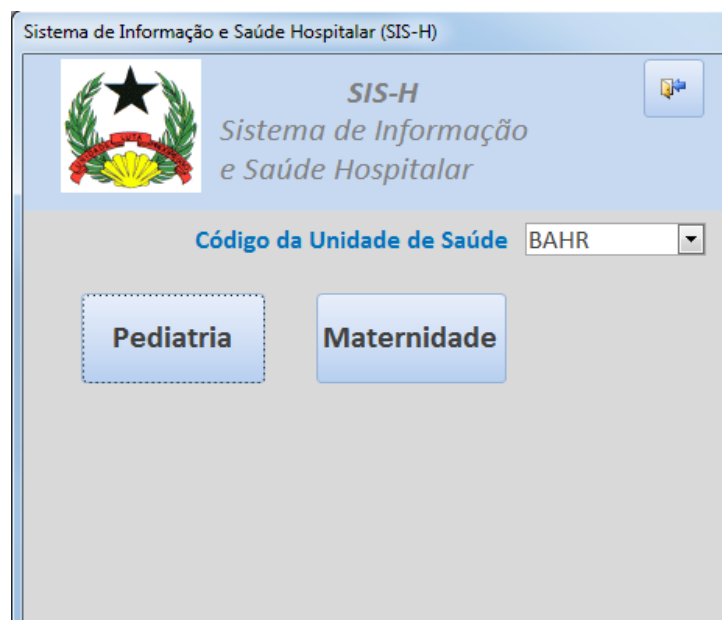 Sistema de Informação e Saúde Hospitalar (SIS-H)
SIS-H
Sistema de Informação
e Saúde Hospitalar
Código da Unidade de Saúde BAHR
Pediatria Maternidade